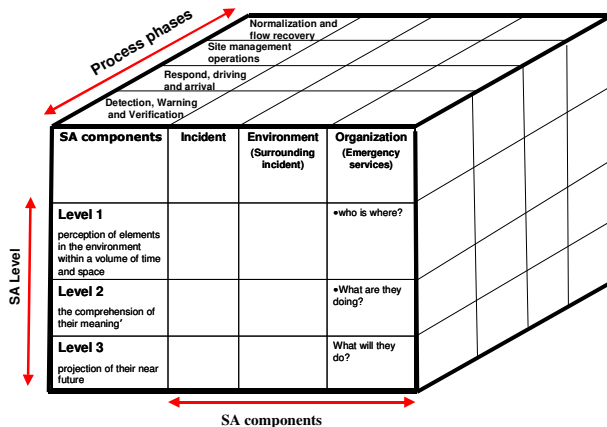 Process phases
Normalization and
flow recovery
Site management
operations
Respond, driving
and arrival
Detection, Warning
and Verification
SA components
Incident
Environment
(Surrounding
incident)
Organization
(Emergency
services)
SA Level
Level 1
perception of elements
in the environment
within a volume of time
and space
•who is where?
Level 2
the comprehension of
their meaning’
•What are they
doing?
Level 3
projection of their near
future
What will they
do?
SA components